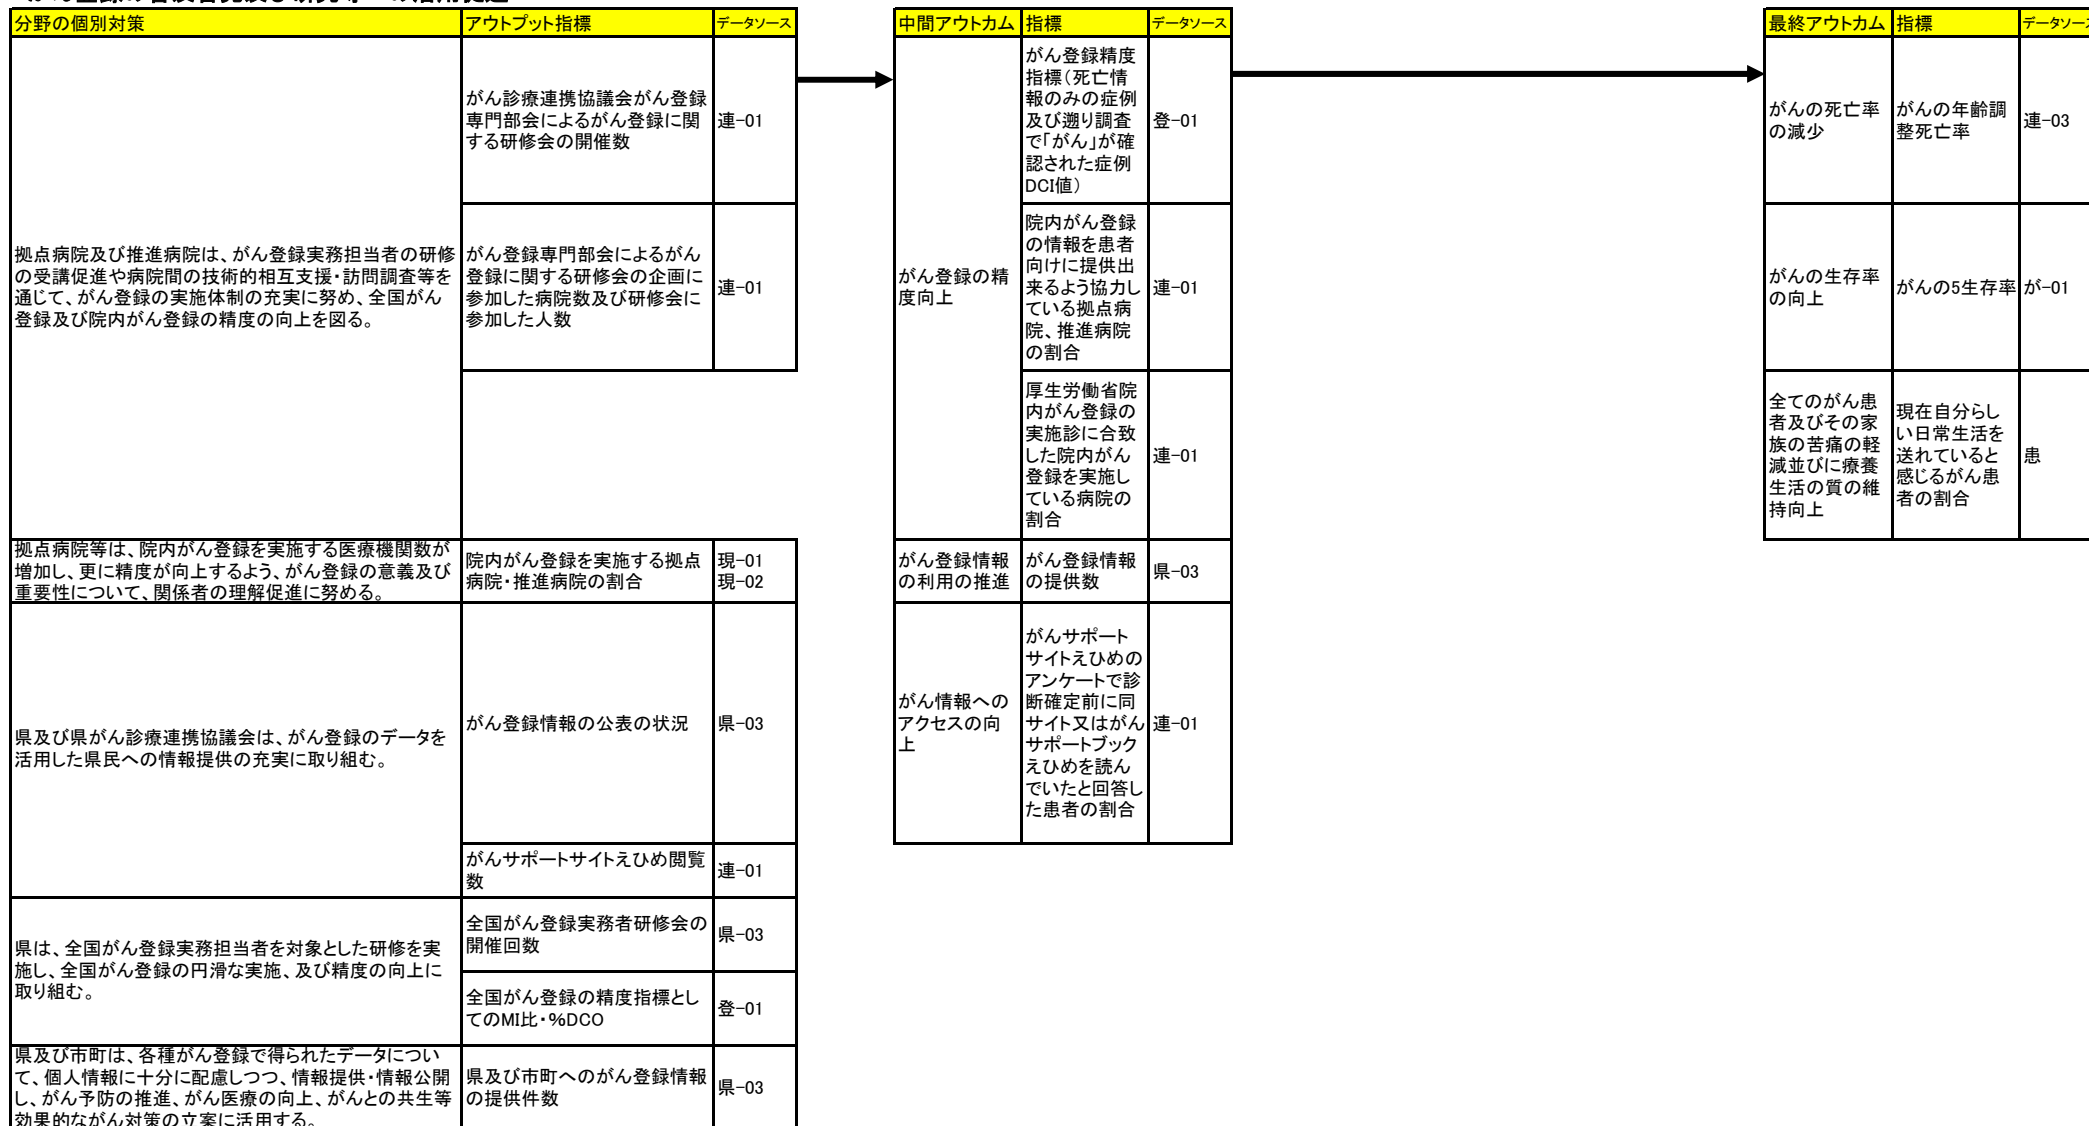 分野の個別対策
アウトプット指標
データソース
拠点病院及び推進病院は、がん登録実務担当者の研修
の受講促進や病院間の技術的相互支援・訪問調査等を
通じて、がん登録の実施体制の充実に努め、全国がん
登録及び院内がん登録の精度の向上を図る。
がん診療連携協議会がん登録
専門部会によるがん登録に関
する研修会の開催数
連-01
がん登録専門部会によるがん
登録に関する研修会の企画に
参加した病院数及び研修会に
参加した人数
連-01
拠点病院等は、院内がん登録を実施する医療機関数が
増加し、更に精度が向上するよう、がん登録の意義及び
重要性について、関係者の理解促進に努める。
院内がん登録を実施する拠点
病院・推進病院の割合
現-01
現-02
県及び県がん診療連携協議会は、がん登録のデータを
活用した県民への情報提供の充実に取り組む。
がん登録情報の公表の状況
県-03
がんサポートサイトえひめ閲覧
数
連-01
県は、全国がん登録実務担当者を対象とした研修を実
施し、全国がん登録の円滑な実施、及び精度の向上に
取り組む。
全国がん登録実務者研修会の
開催回数
県-03
全国がん登録の精度指標とし
てのMI比・%DCO
登-01
県及び市町は、各種がん登録で得られたデータについ
て、個人情報に十分に配慮しつつ、情報提供・情報公開
し、がん予防の推進、がん医療の向上、がんとの共生等
効果的ながん対策の立案に活用する。
県及び市町へのがん登録情報
の提供件数
県-03
中間アウトカム
指標
データソース
がん登録の精
度向上
がん登録精度
指標（死亡情
報のみの症例
及び遡り調査
で「がん」が確
認された症例
DCI値）
登-01
院内がん登録
の情報を患者
向けに提供出
来るよう協力し
ている拠点病
院、推進病院
の割合
連-01
厚生労働省院
内がん登録の
実施診に合致
した院内がん
登録を実施し
ている病院の
割合
連-01
がん登録情報
の利用の推進
がん登録情報
の提供数
県-03
がん情報への
アクセスの向
上
がんサポート
サイトえひめの
アンケートで診
断確定前に同
サイト又はがん
サポートブック
えひめを読ん
でいたと回答し
た患者の割合
連-01
最終アウトカム
指標
データソース
がんの死亡率
の減少
がんの年齢調
整死亡率
連-03
がんの生存率
の向上
がんの5生存率
が-01
全てのがん患
者及びその家
族の苦痛の軽
減並びに療養
生活の質の維
持向上
現在自分らし
い日常生活を
送れていると
感じるがん患
者の割合
患